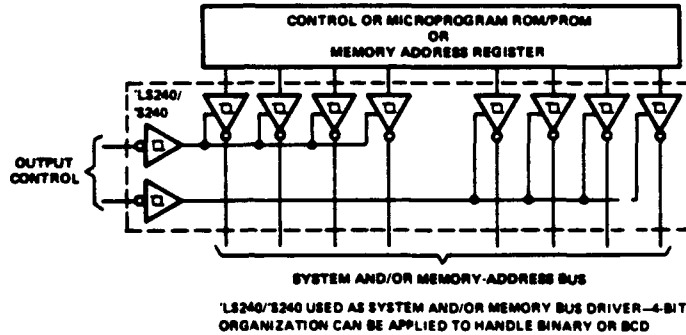 CONTROL OR MICROPROGRAM ROM/PROM
OR
MEMORY ADDRESS REGISTER
'LS240/
'S240
OUTPUT
CONTROL
SYSTEM AND/OR MEMORY-ADDRESS BUS
'LS240/'S240 USED AS SYSTEM AND/OR MEMORY BUS DRIVER—4-BIT
ORGANIZATION CAN BE APPLIED TO HANDLE BINARY OR BCD